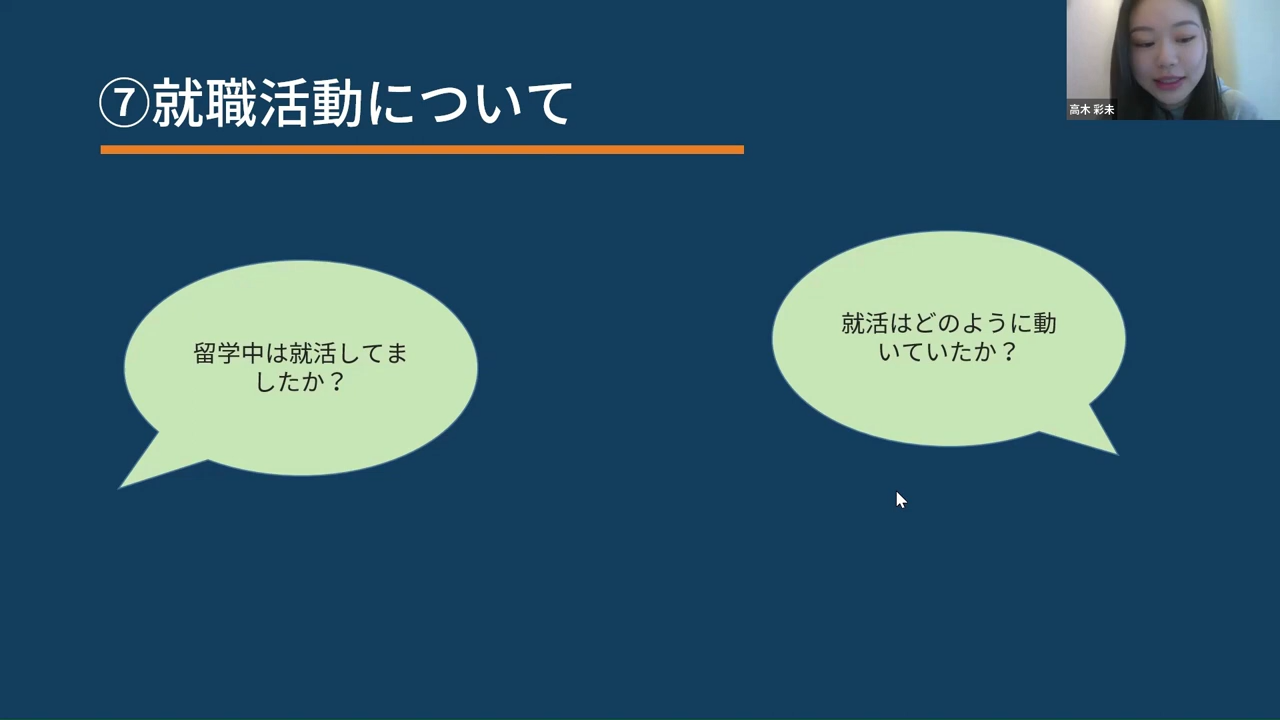 ⑦就職活動について
高木 彩未
留学中は就活してま
したか？
就活はどのように動
いていたか？